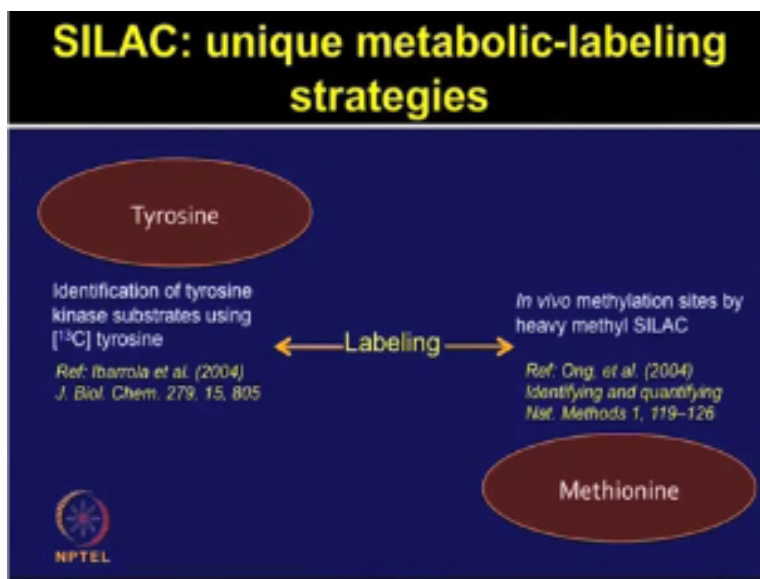 SILAC: unique metabolic-labeling
strategies
Tyrosine
Identification of tyrosine
kinase substrates using
[¹³C] tyrosine
Ref: Ibarrola et al. (2004)
J. Biol. Chem. 279, 15, 805
Labeling
In vivo methylation sites by
heavy methyl SILAC
Ref: Ong, et al. (2004)
Identifying and quantifying
Nat. Methods 1, 119–126
Methionine
NPTEL